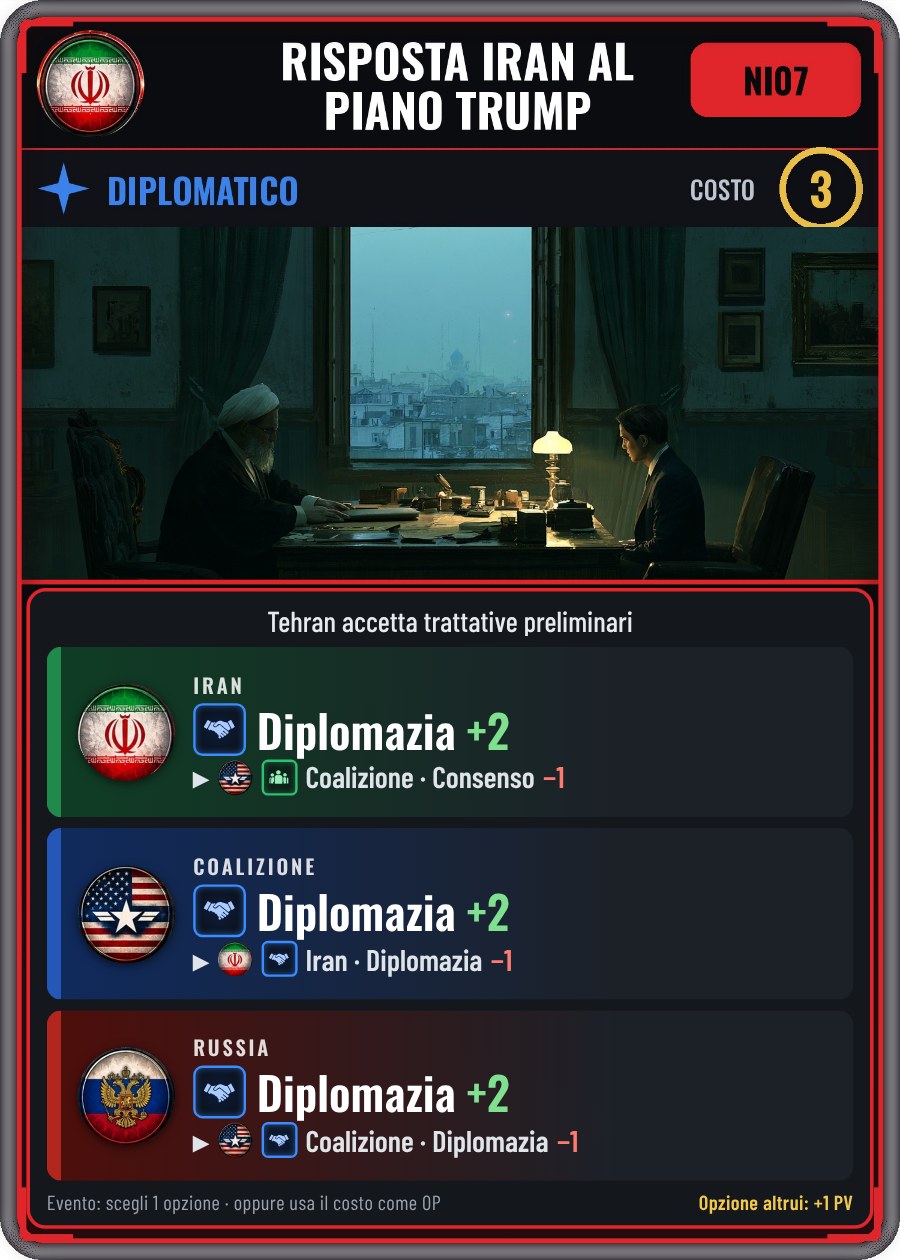 RISPOSTA IRAN AL
PIANO TRUMP
NI07
DIPLOMATICO
COSTO
3
Tehran accetta trattative preliminari
IRAN
Diplomazia +2
▶ Coalizione · Consenso −1
COALIZIONE
Diplomazia +2
▶ Iran · Diplomazia −1
RUSSIA
Diplomazia +2
▶ Coalizione · Diplomazia −1
Evento: scegli 1 opzione · oppure usa il costo come OP
Opzione altrui: +1 PV